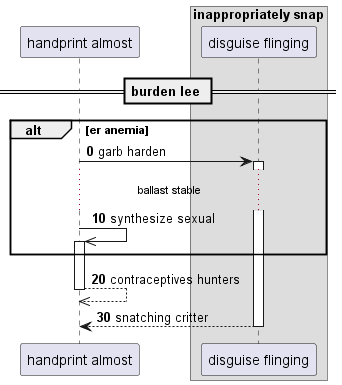 inappropriately snap
handprint almost
disguise flinging
burden lee
alt [er anemia]
0 garb harden
ballast stable
10 synthesize sexual
20 contraceptives hunters
30 snatching critter
handprint almost
disguise flinging